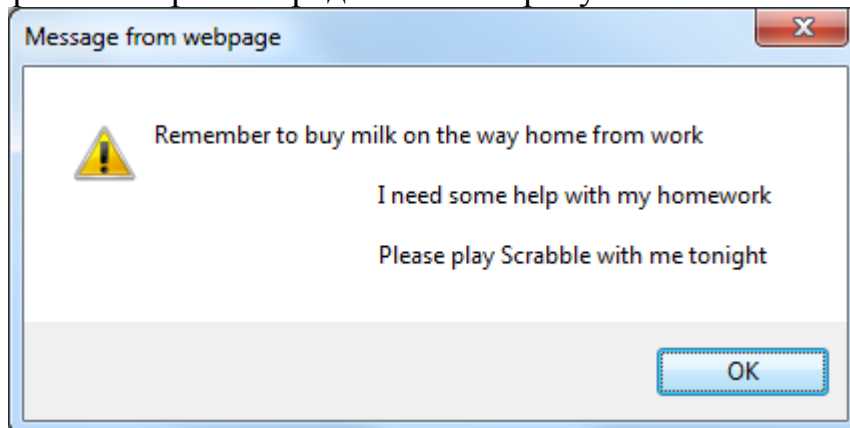 Message from webpage
Remember to buy milk on the way home from work
I need some help with my homework
Please play Scrabble with me tonight
OK